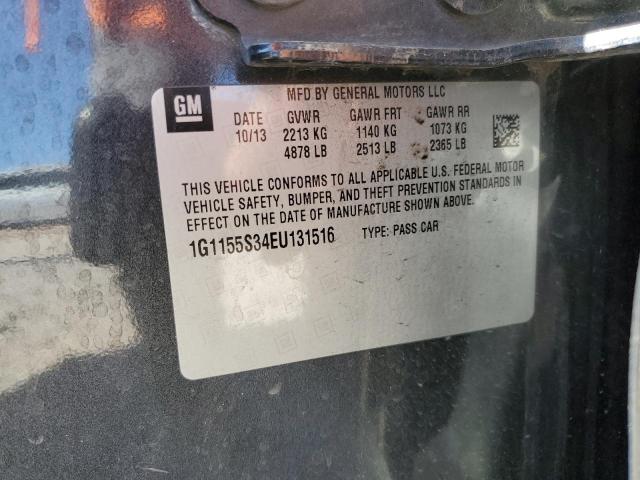 GM
MFD BY GENERAL MOTORS LLC
DATE GVWR GAWR FRT GAWR RR
10/13 2213 KG 1140 KG 1073 KG
4878 LB 2513 LB 2365 LB
THIS VEHICLE CONFORMS TO ALL APPLICABLE U.S. FEDERAL MOTOR
VEHICLE SAFETY, BUMPER, AND THEFT PREVENTION STANDARDS IN
EFFECT ON THE DATE OF MANUFACTURE SHOWN ABOVE.
1G1155S34EU131516 TYPE: PASS CAR